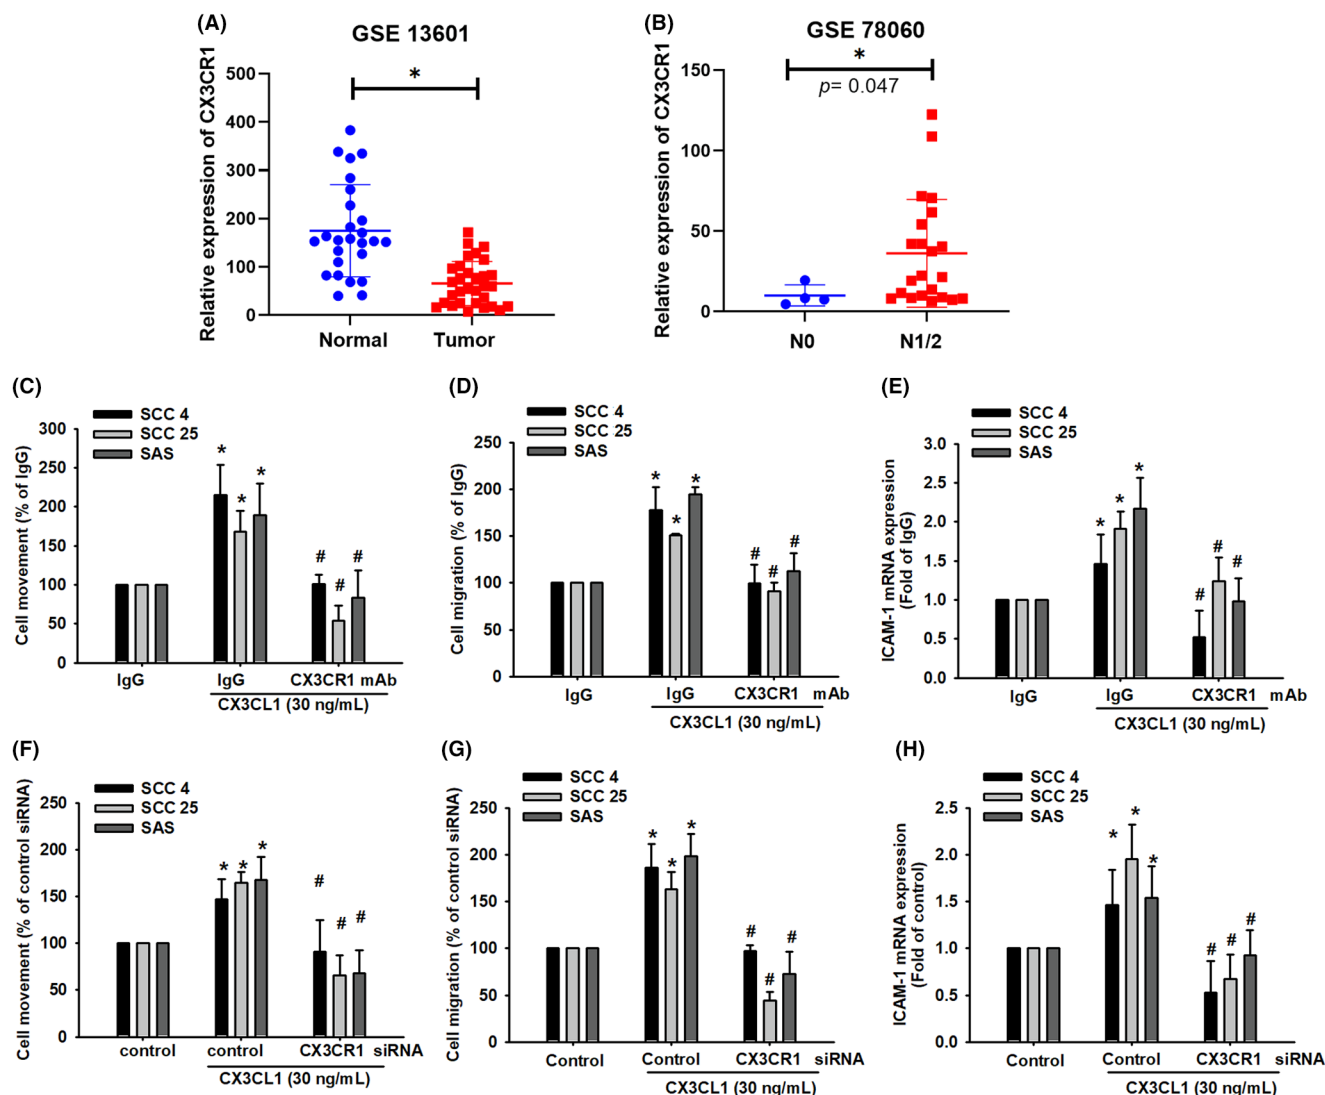 (A)
GSE 13601
*
Relative expression of CX3CR1
500
400
300
200
100
0
Normal Tumor
(B)
GSE 78060
*
p= 0.047
Relative expression of CX3CR1
150
100
50
0
N0 N1/2
(C)
SCC 4
SCC 25
SAS
Cell movement (% of IgG)
300
250
200
150
100
50
0
* * *
# # #
IgG IgG CX3CR1 mAb
CX3CL1 (30 ng/mL)
(D)
SCC 4
SCC 25
SAS
Cell migration (% of IgG)
250
200
150
100
50
0
* * *
# # #
IgG IgG CX3CR1 mAb
CX3CL1 (30 ng/mL)
(E)
SCC 4
SCC 25
SAS
ICAM-1 mRNA expression
(Fold of IgG)
3.0
2.5
2.0
1.5
1.0
0.5
0.0
* * *
# # #
IgG IgG CX3CR1 mAb
CX3CL1 (30 ng/mL)
(F)
SCC 4
SCC 25
SAS
Cell movement (% of control siRNA)
250
200
150
100
50
0
* * *
# # #
control control CX3CR1 siRNA
CX3CL1 (30 ng/mL)
(G)
SCC 4
SCC 25
SAS
Cell migration (% of control siRNA)
250
200
150
100
50
0
* * *
# # #
Control Control CX3CR1 siRNA
CX3CL1 (30 ng/mL)
(H)
SCC 4
SCC 25
SAS
ICAM-1 mRNA expression
(Fold of control)
2.5
2.0
1.5
1.0
0.5
0.0
* * *
# # #
Control Control CX3CR1 siRNA
CX3CL1 (30 ng/mL)